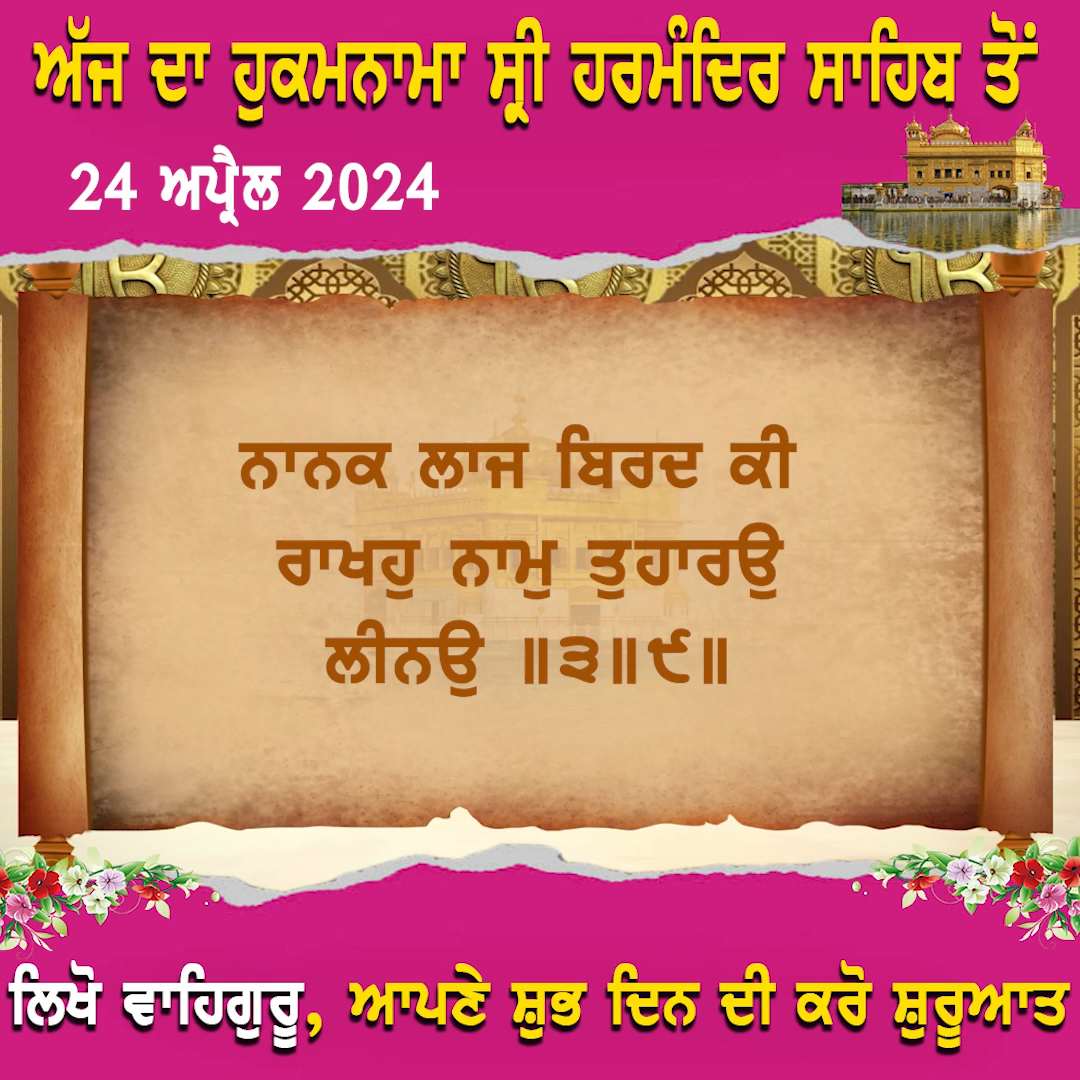 ਅੱਜ ਦਾ ਹੁਕਮਨਾਮਾ ਸ੍ਰੀ ਹਰਮੰਦਿਰ ਸਾਹਿਬ ਤੋਂ
24 ਅਪ੍ਰੈਲ 2024
ਨਾਨਕ ਲਾਜ ਬਿਰਦ ਕੀ
ਰਾਖਹੁ ਨਾਮੁ ਤੁਹਾਰਉ
ਲੀਨਉ ॥੩॥੯॥
ਲਿਖੋ ਵਾਹਿਗੁਰੂ, ਆਪਣੇ ਸ਼ੁਭ ਦਿਨ ਦੀ ਕਰੋ ਸ਼ੁਰੂਆਤ